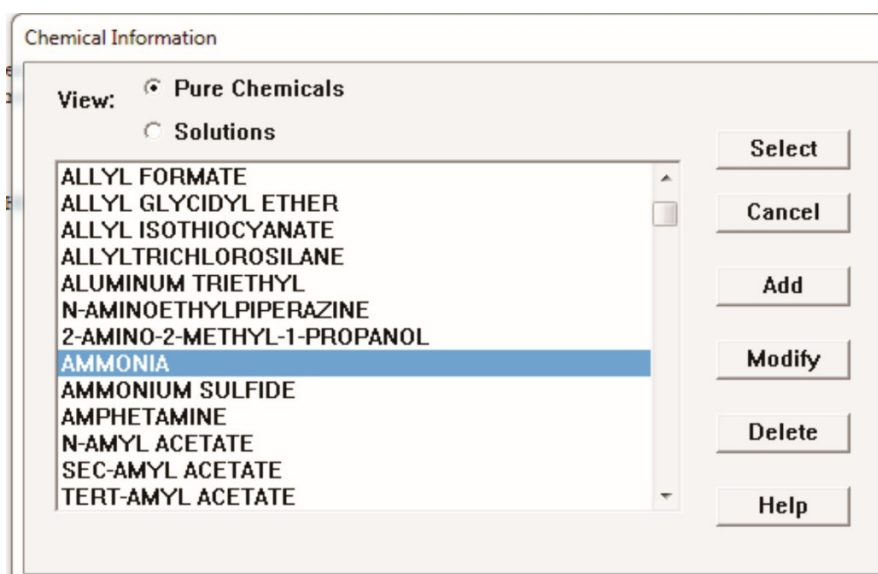 Chemical Information
View:
Pure Chemicals
Solutions
ALLYL FORMATE
ALLYL GLYCIDYL ETHER
ALLYL ISOTHIOCYANATE
ALLYLTRICHLOROSILANE
ALUMINUM TRIETHYL
N-AMINOETHYLPIPERAZINE
2-AMINO-2-METHYL-1-PROPANOL
AMMONIA
AMMONIUM SULFIDE
AMPHETAMINE
N-AMYL ACETATE
SEC-AMYL ACETATE
TERT-AMYL ACETATE
Select
Cancel
Add
Modify
Delete
Help